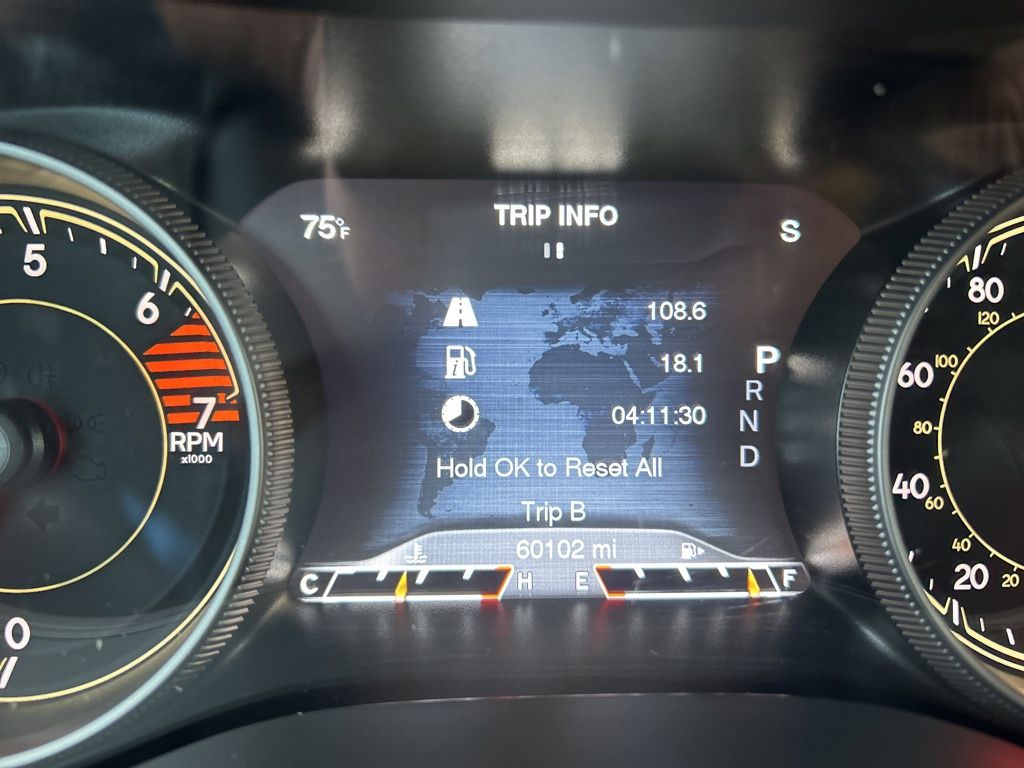 75°F
TRIP INFO
S
108.6
18.1
04:11:30
P
R
N
D
Hold OK to Reset All
Trip B
60102 mi
C
H
E
F
5
6
7
RPM
x1000
0
80
120
60
100
80
40
60
40
20
20